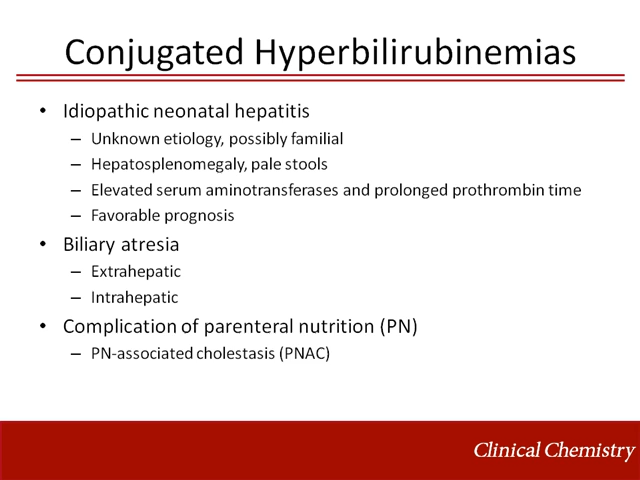 Conjugated Hyperbilirubinemias
• Idiopathic neonatal hepatitis
– Unknown etiology, possibly familial
– Hepatosplenomegaly, pale stools
– Elevated serum aminotransferases and prolonged prothrombin time
– Favorable prognosis
• Biliary atresia
– Extrahepatic
– Intrahepatic
• Complication of parenteral nutrition (PN)
– PN-associated cholestasis (PNAC)
Clinical Chemistry